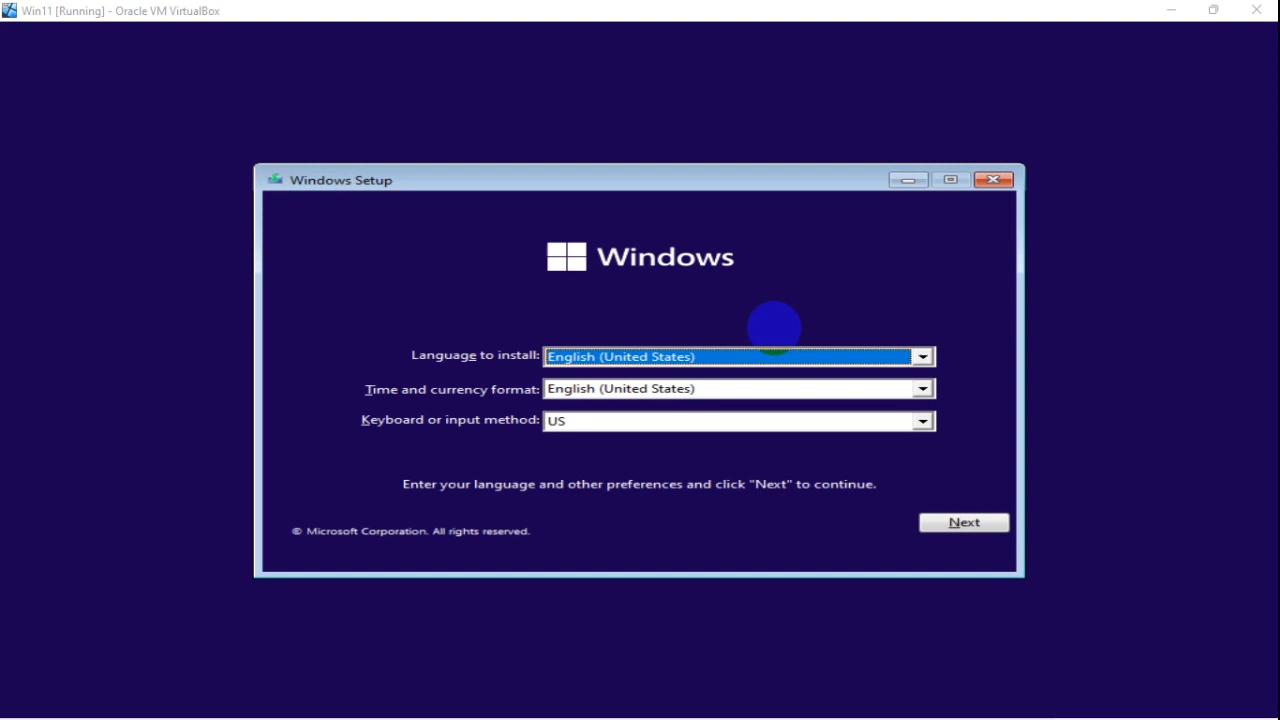 Win11 [Running] - Oracle VM VirtualBox
Windows Setup
Windows
Language to install: English (United States)
Time and currency format: English (United States)
Keyboard or input method: US
Enter your language and other preferences and click "Next" to continue.
Next
© Microsoft Corporation. All rights reserved.